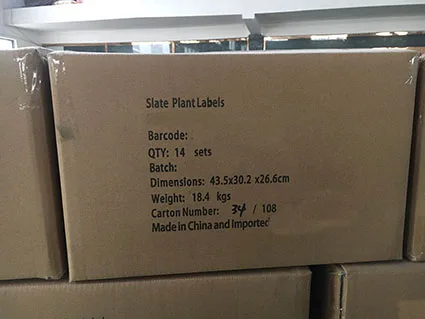 Slate Plant Labels
Barcode:
QTY: 14 sets
Batch:
Dimensions: 43.5x30.2 x26.6cm
Weight: 18.4 kgs
Carton Number: 34 / 108
Made in China and Imported